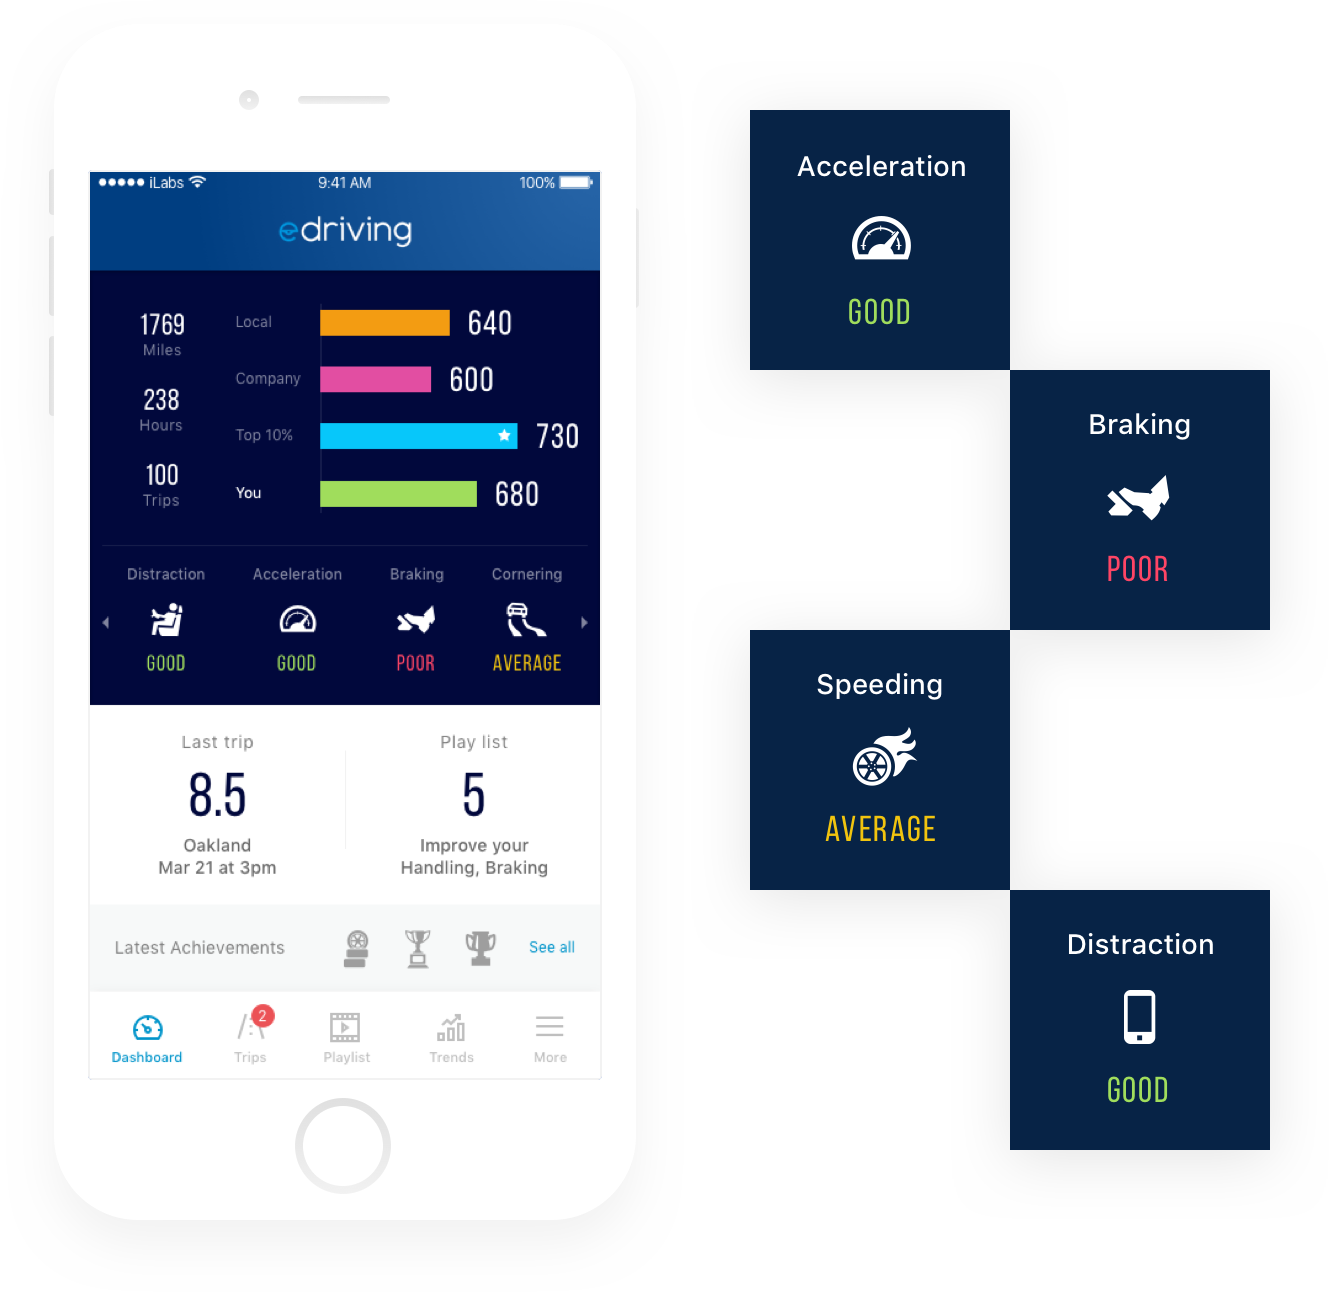 iLabs 9:41 AM 100%
edriving
1769
Miles
238
Hours
100
Trips
Local 640
Company 600
Top 10% 730
You 680
Distraction Acceleration Braking Cornering
GOOD GOOD POOR AVERAGE
Last trip
8.5
Oakland
Mar 21 at 3pm
Play list
5
Improve your
Handling, Braking
Latest Achievements See all
2
Dashboard Trips Playlist Trends More
Acceleration
GOOD
Braking
POOR
Speeding
AVERAGE
Distraction
GOOD